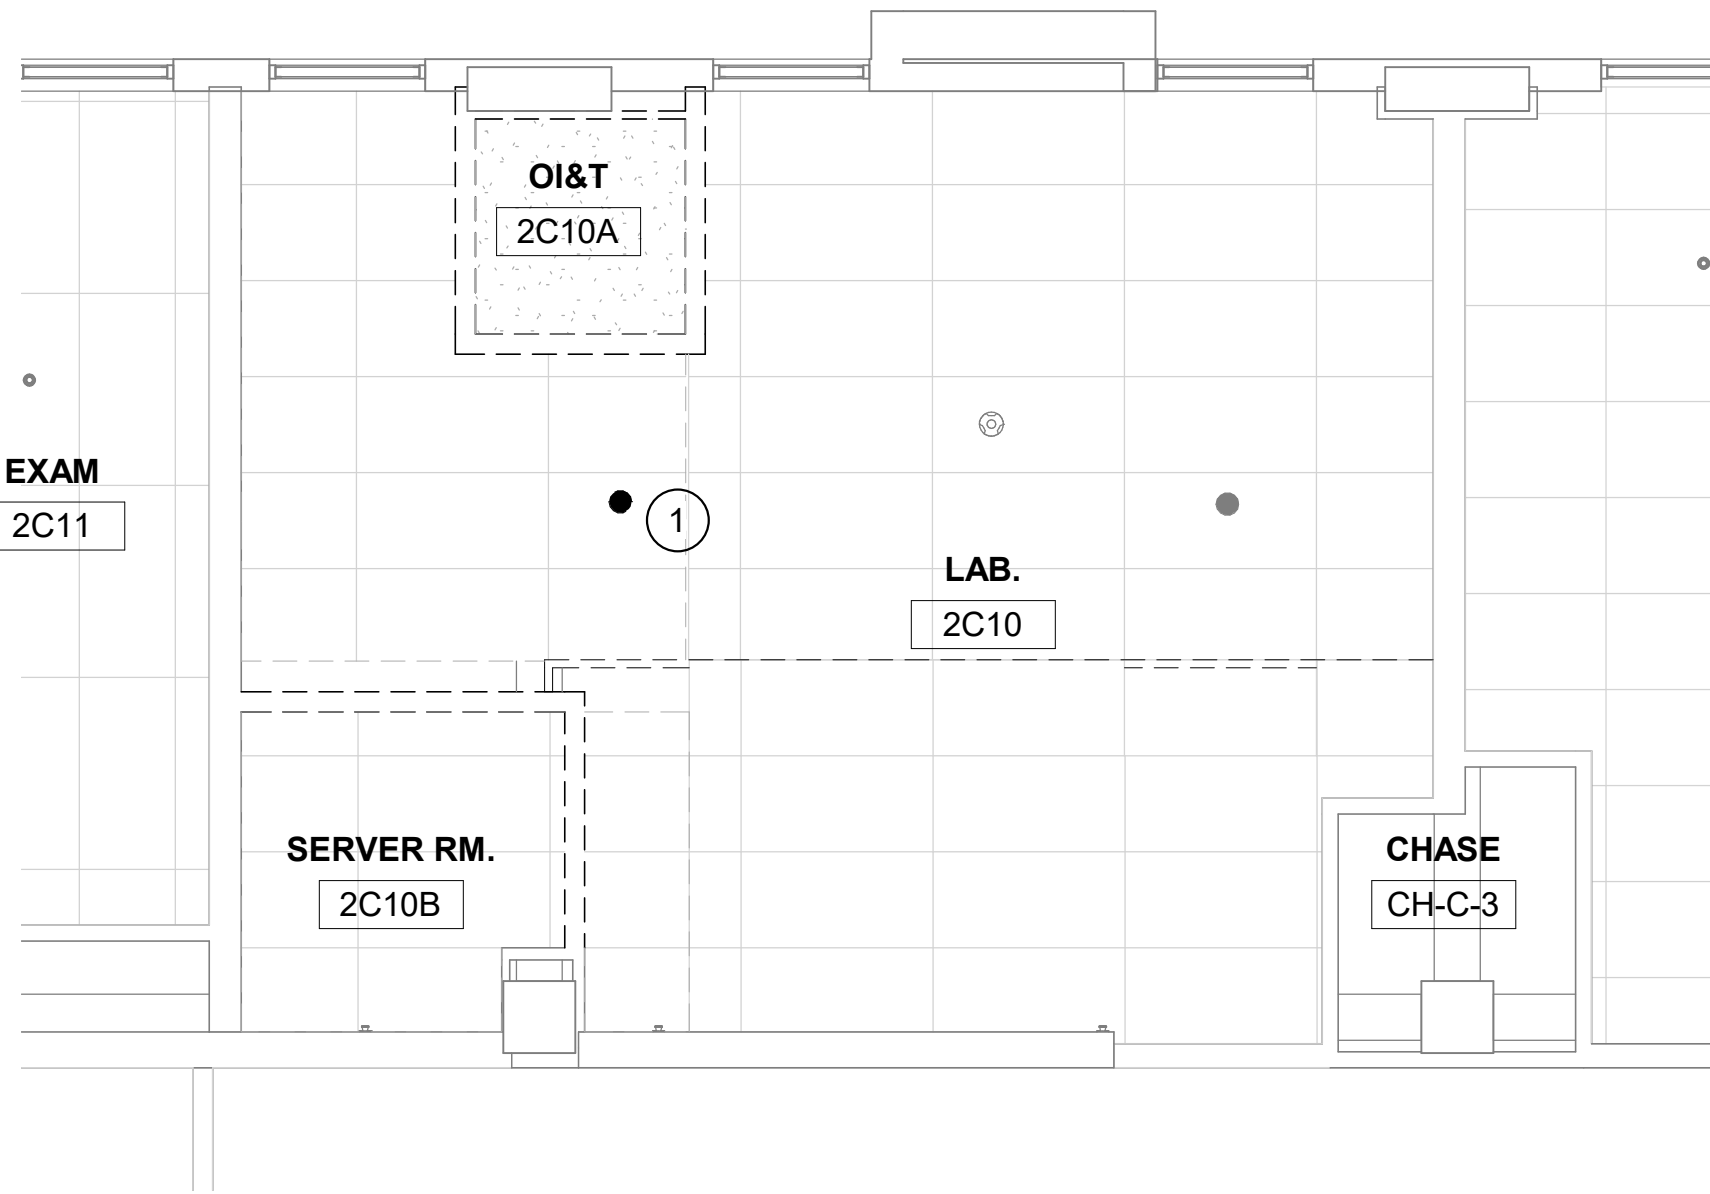 OI&T
2C10A
EXAM
2C11
1
LAB.
2C10
SERVER RM.
2C10B
CHASE
CH-C-3